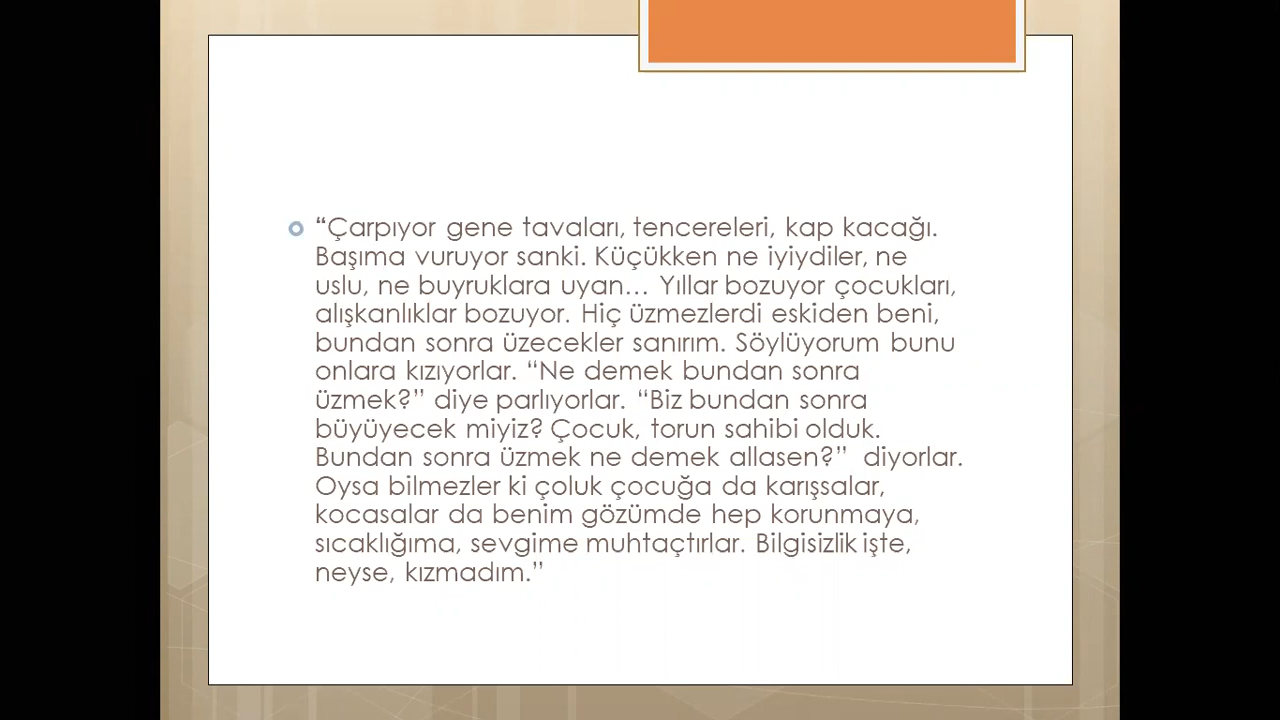 “Çarpıyor gene tavaları, tencereleri, kap kacağı.
Başıma vuruyor sanki. Küçükken ne iyiydiler, ne
uslu, ne buyruklara uyan… Yıllar bozuyor çocukları,
alışkanlıklar bozuyor. Hiç üzmezlerdi eskiden beni,
bundan sonra üzecekler sanırım. Söylüyorum bunu
onlara kızıyorlar. “Ne demek bundan sonra
üzmek?” diye parlıyorlar. “Biz bundan sonra
büyüyecek miyiz? Çocuk, torun sahibi olduk.
Bundan sonra üzmek ne demek allasen?” diyorlar.
Oysa bilmezler ki çoluk çocuğa da karışsalar,
kocasalar da benim gözümde hep korunmaya,
sıcaklığıma, sevgime muhtaçtırlar. Bilgisizlik işte,
neyse, kızmadım.”